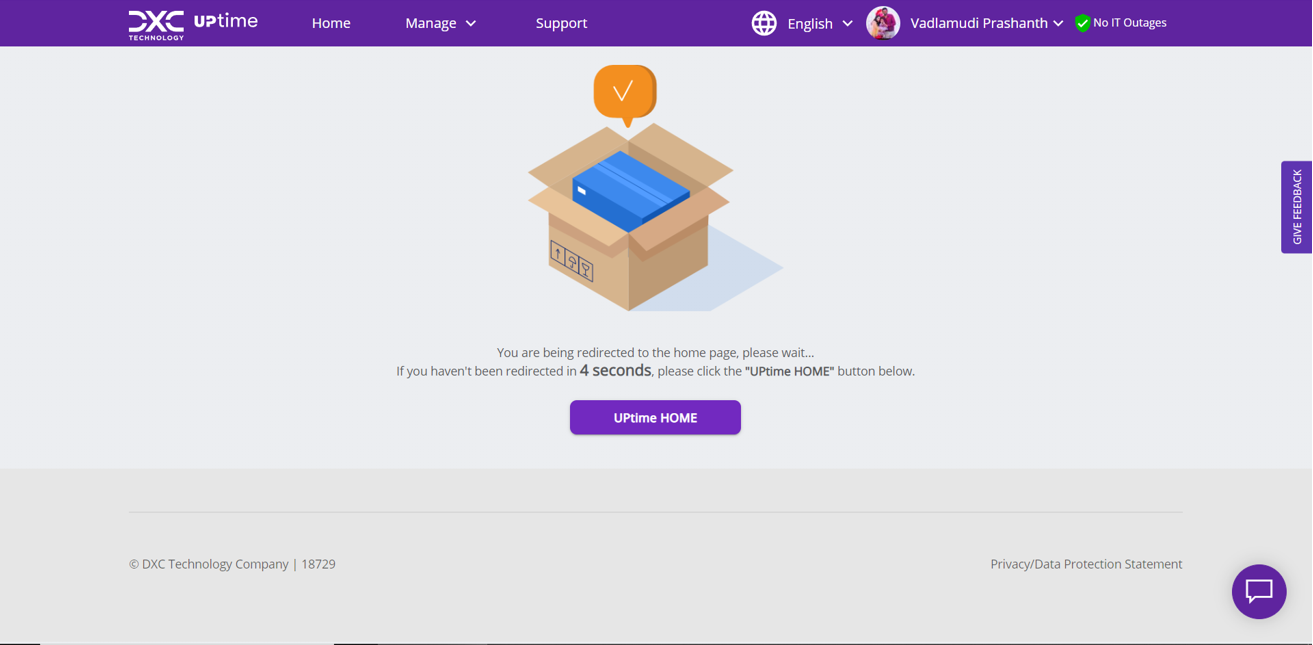 DXC UPtime
TECHNOLOGY
Home
Manage
Support
English
Vadlamudi Prashanth
No IT Outages
GIVE FEEDBACK
You are being redirected to the home page, please wait...
If you haven't been redirected in 4 seconds, please click the "UPtime HOME" button below.
UPtime HOME
© DXC Technology Company | 18729
Privacy/Data Protection Statement